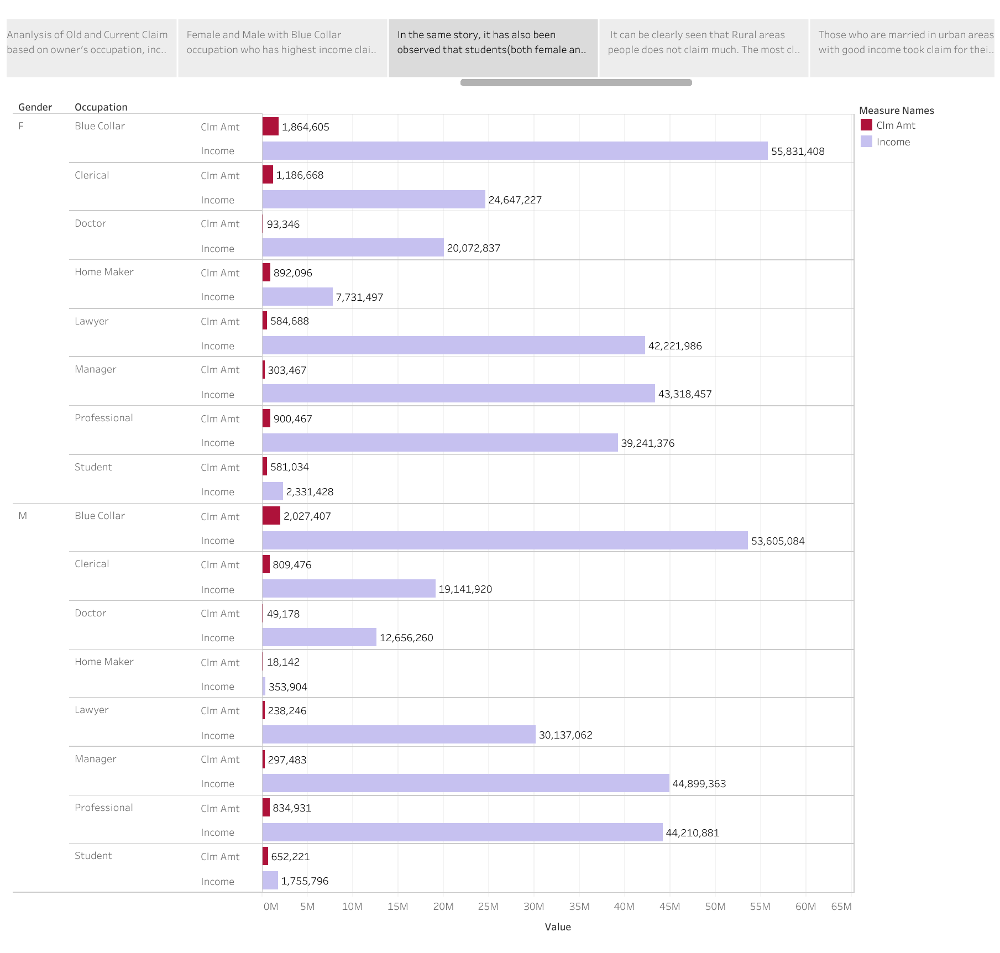 Ananlysis of Old and Current Claim
based on owner's occupation, inc..
Female and Male with Blue Collar
occupation who has highest income clai..
In the same story, it has also been
observed that students(both female an..
It can be clearly seen that Rural areas
people does not claim much. The most cl..
Those who are married in urban areas
with good income took claim for thei..
Gender Occupation
Measure Names
Clm Amt
Income
F Blue Collar Clm Amt 1,864,605
Income 55,831,408
Clerical Clm Amt 1,186,668
Income 24,647,227
Doctor Clm Amt 93,346
Income 20,072,837
Home Maker Clm Amt 892,096
Income 7,731,497
Lawyer Clm Amt 584,688
Income 42,221,986
Manager Clm Amt 303,467
Income 43,318,457
Professional Clm Amt 900,467
Income 39,241,376
Student Clm Amt 581,034
Income 2,331,428
M Blue Collar Clm Amt 2,027,407
Income 53,605,084
Clerical Clm Amt 809,476
Income 19,141,920
Doctor Clm Amt 49,178
Income 12,656,260
Home Maker Clm Amt 18,142
Income 353,904
Lawyer Clm Amt 238,246
Income 30,137,062
Manager Clm Amt 297,483
Income 44,899,363
Professional Clm Amt 834,931
Income 44,210,881
Student Clm Amt 652,221
Income 1,755,796
0M 5M 10M 15M 20M 25M 30M 35M 40M 45M 50M 55M 60M 65M
Value